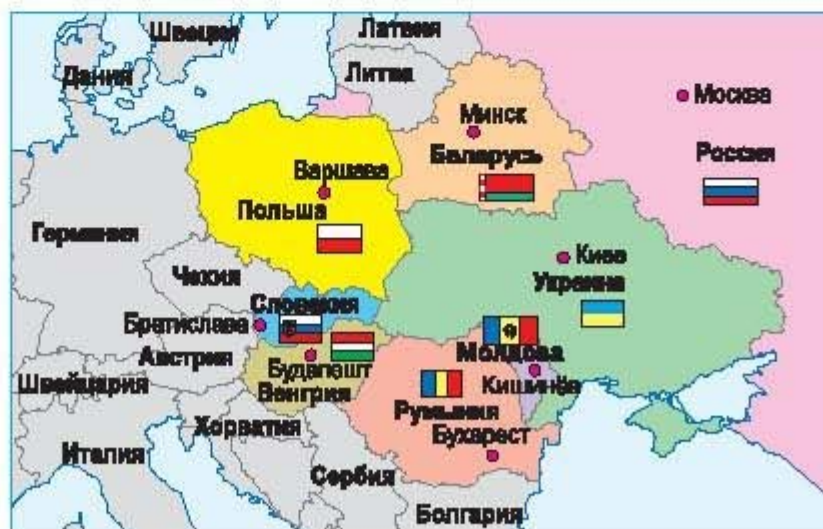 Швеция
Латвия
Дания
Литва
Москва
Минск
Беларусь
Россия
Варшава
Польша
Германия
Киев
Чехия
Украина
Словакия
Братислава
Молдова
Австрия
Будапешт
Швейцария
Венгрия
Кишинёв
Румыния
Хорватия
Бухарест
Италия
Сербия
Болгария